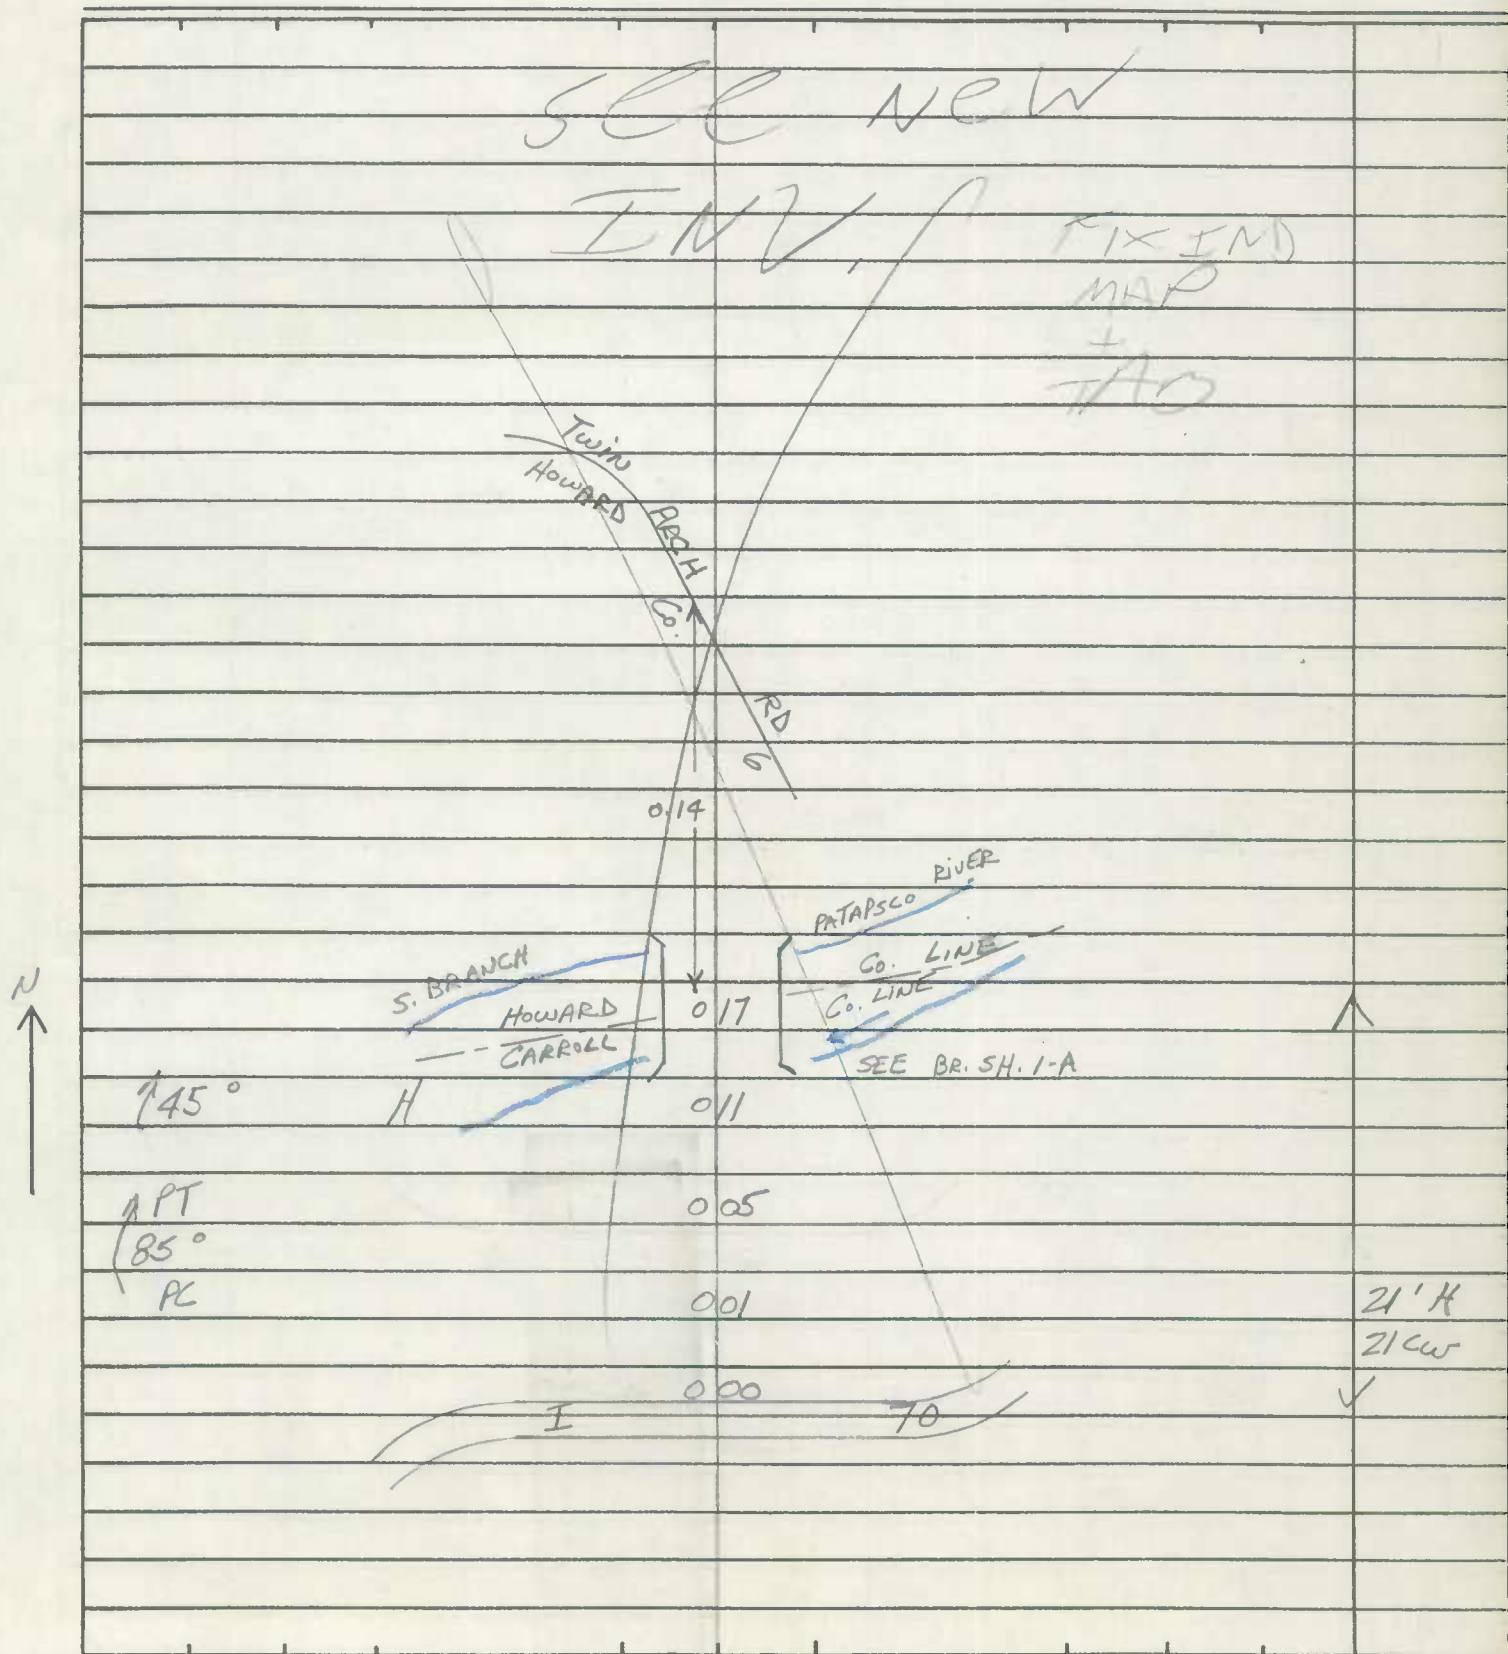 See New
INV,
FIX IND
MAP
+
TWIN ARCH RD
HOWARD Co.
6
0.14
PATAPSCO RIVER
S. BRANCH
Co. LINE
Co. LINE
HOWARD
CARROLL
0.17
SEE BR. SH. 1-A
N
45°
H
0.11
PT
0.05
85°
PC
0.01
21' H
21 CW
0.00
I 70